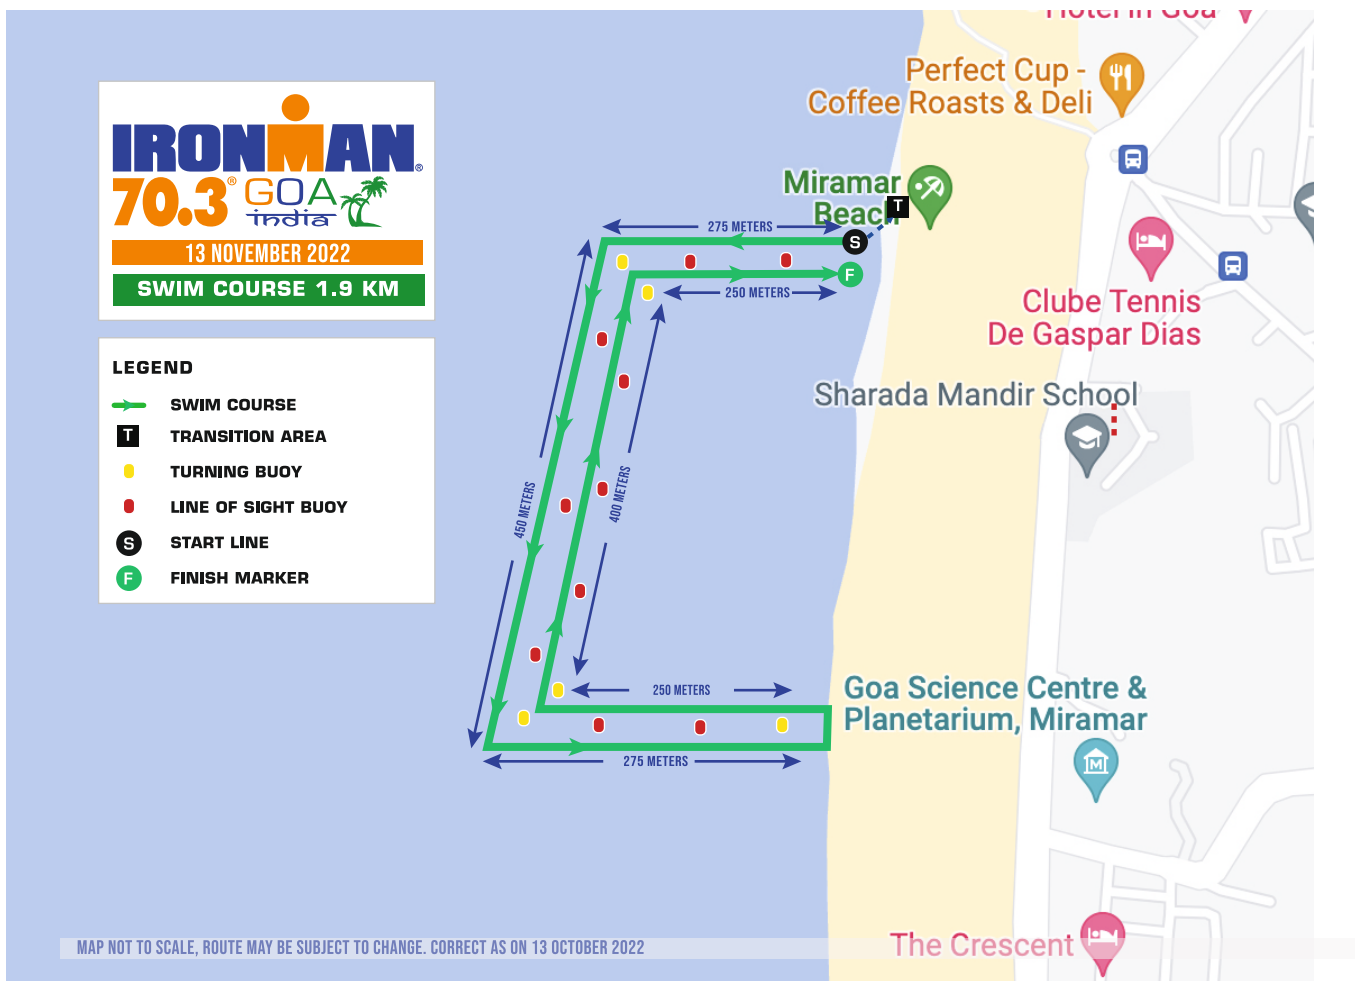 Hotel in Goa
Perfect Cup -
Coffee Roasts & Deli
IRONMAN®
70.3® GOA
india
13 NOVEMBER 2022
SWIM COURSE 1.9 KM
Miramar
Beach
T
275 METERS
S
F
250 METERS
Clube Tennis
De Gaspar Dias
LEGEND
SWIM COURSE
T TRANSITION AREA
TURNING BUOY
LINE OF SIGHT BUOY
S START LINE
F FINISH MARKER
Sharada Mandir School
450 METERS
400 METERS
250 METERS
Goa Science Centre &
Planetarium, Miramar
275 METERS
MAP NOT TO SCALE, ROUTE MAY BE SUBJECT TO CHANGE. CORRECT AS ON 13 OCTOBER 2022
The Crescent